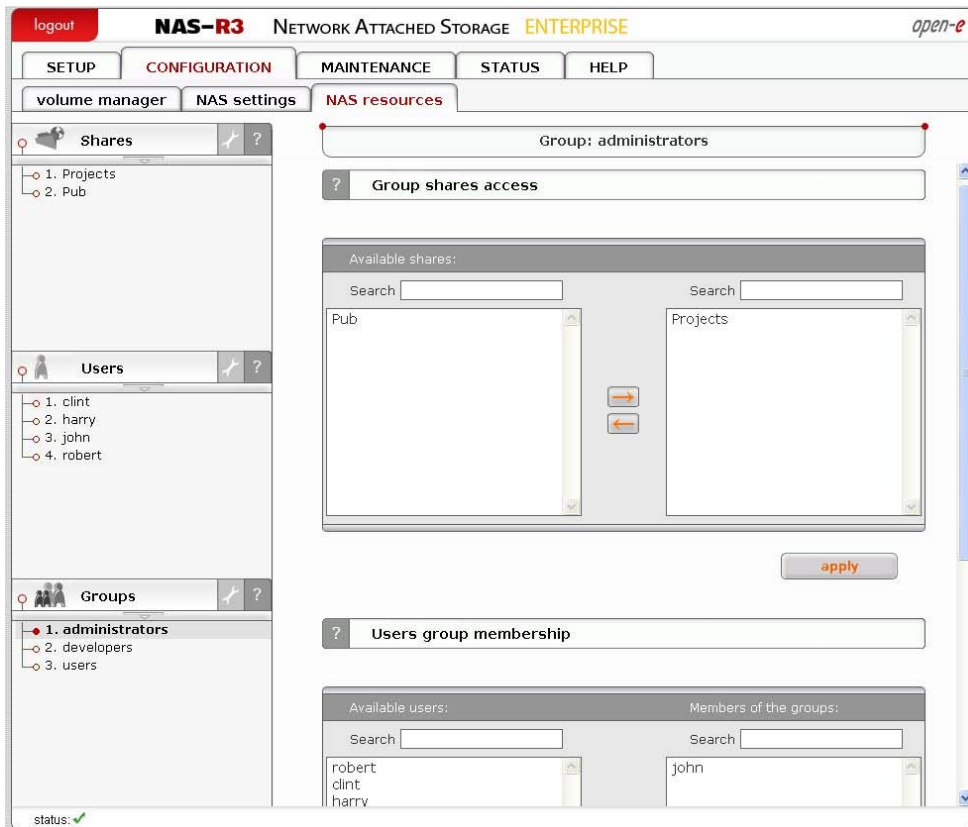 logout
NAS-R3 NETWORK ATTACHED STORAGE ENTERPRISE
open-e
SETUP CONFIGURATION MAINTENANCE STATUS HELP
volume manager NAS settings NAS resources
Shares ?
1. Projects
2. Pub
Users ?
1. clint
2. harry
3. john
4. robert
Groups ?
1. administrators
2. developers
3. users
Group: administrators
? Group shares access
Available shares:
Search Search
Pub Projects
apply
? Users group membership
Available users: Members of the groups:
Search Search
robert john
clint
harry
status: